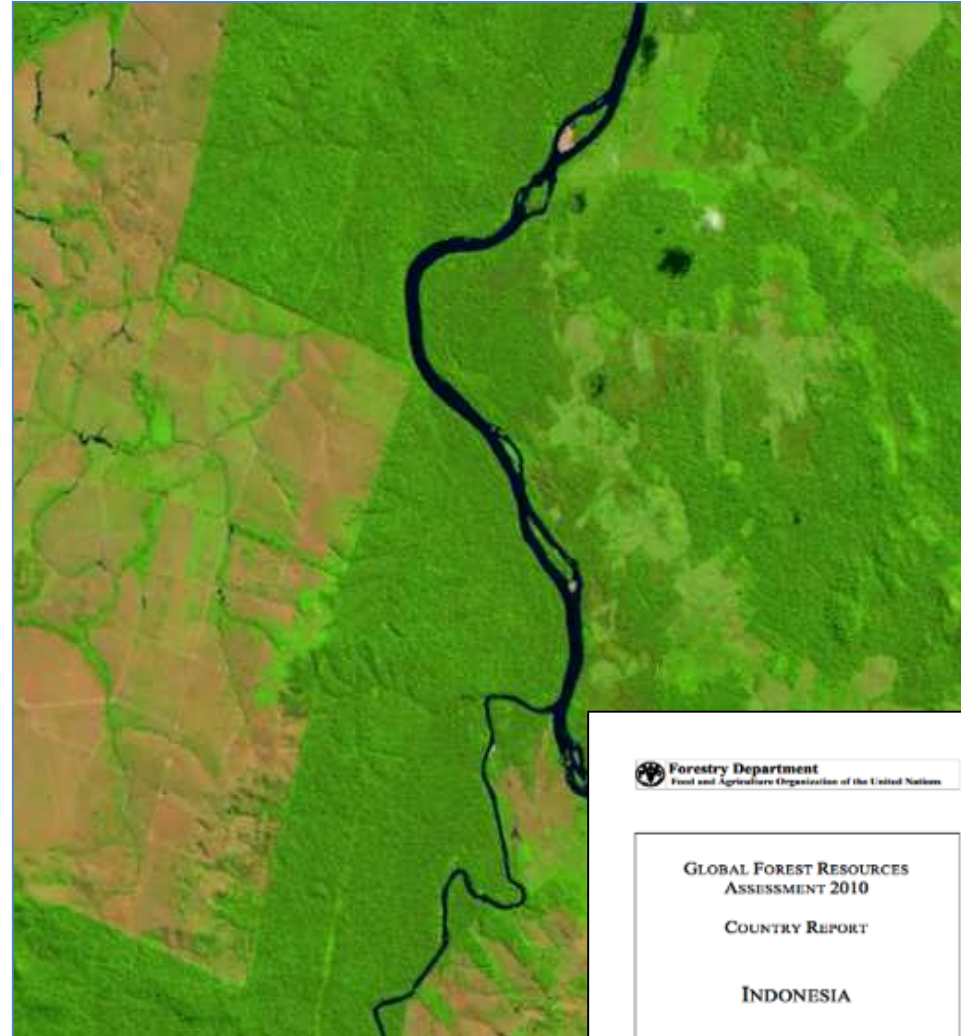 Forestry Department
Food and Agriculture Organization of the United Nations
GLOBAL FOREST RESOURCES
ASSESSMENT 2010
COUNTRY REPORT
INDONESIA